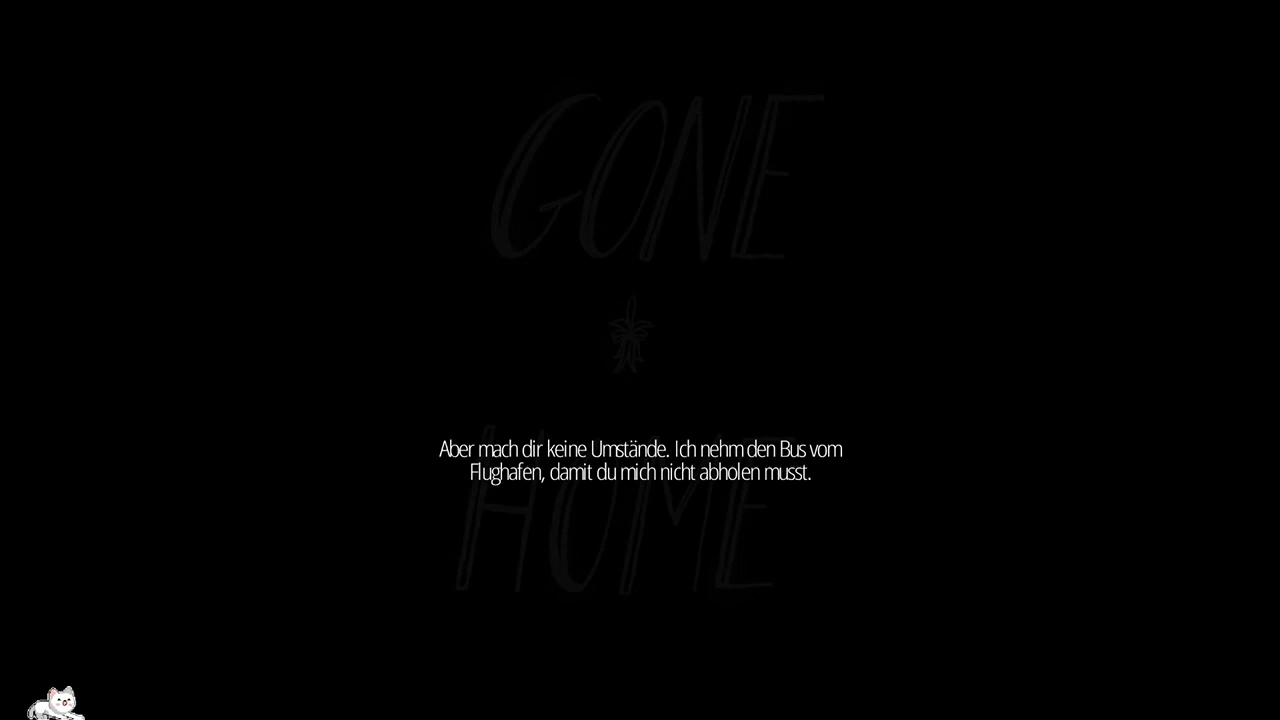 GONE
HOME
Aber mach dir keine Umstände. Ich nehm den Bus vom
Flughafen, damit du mich nicht abholen musst.